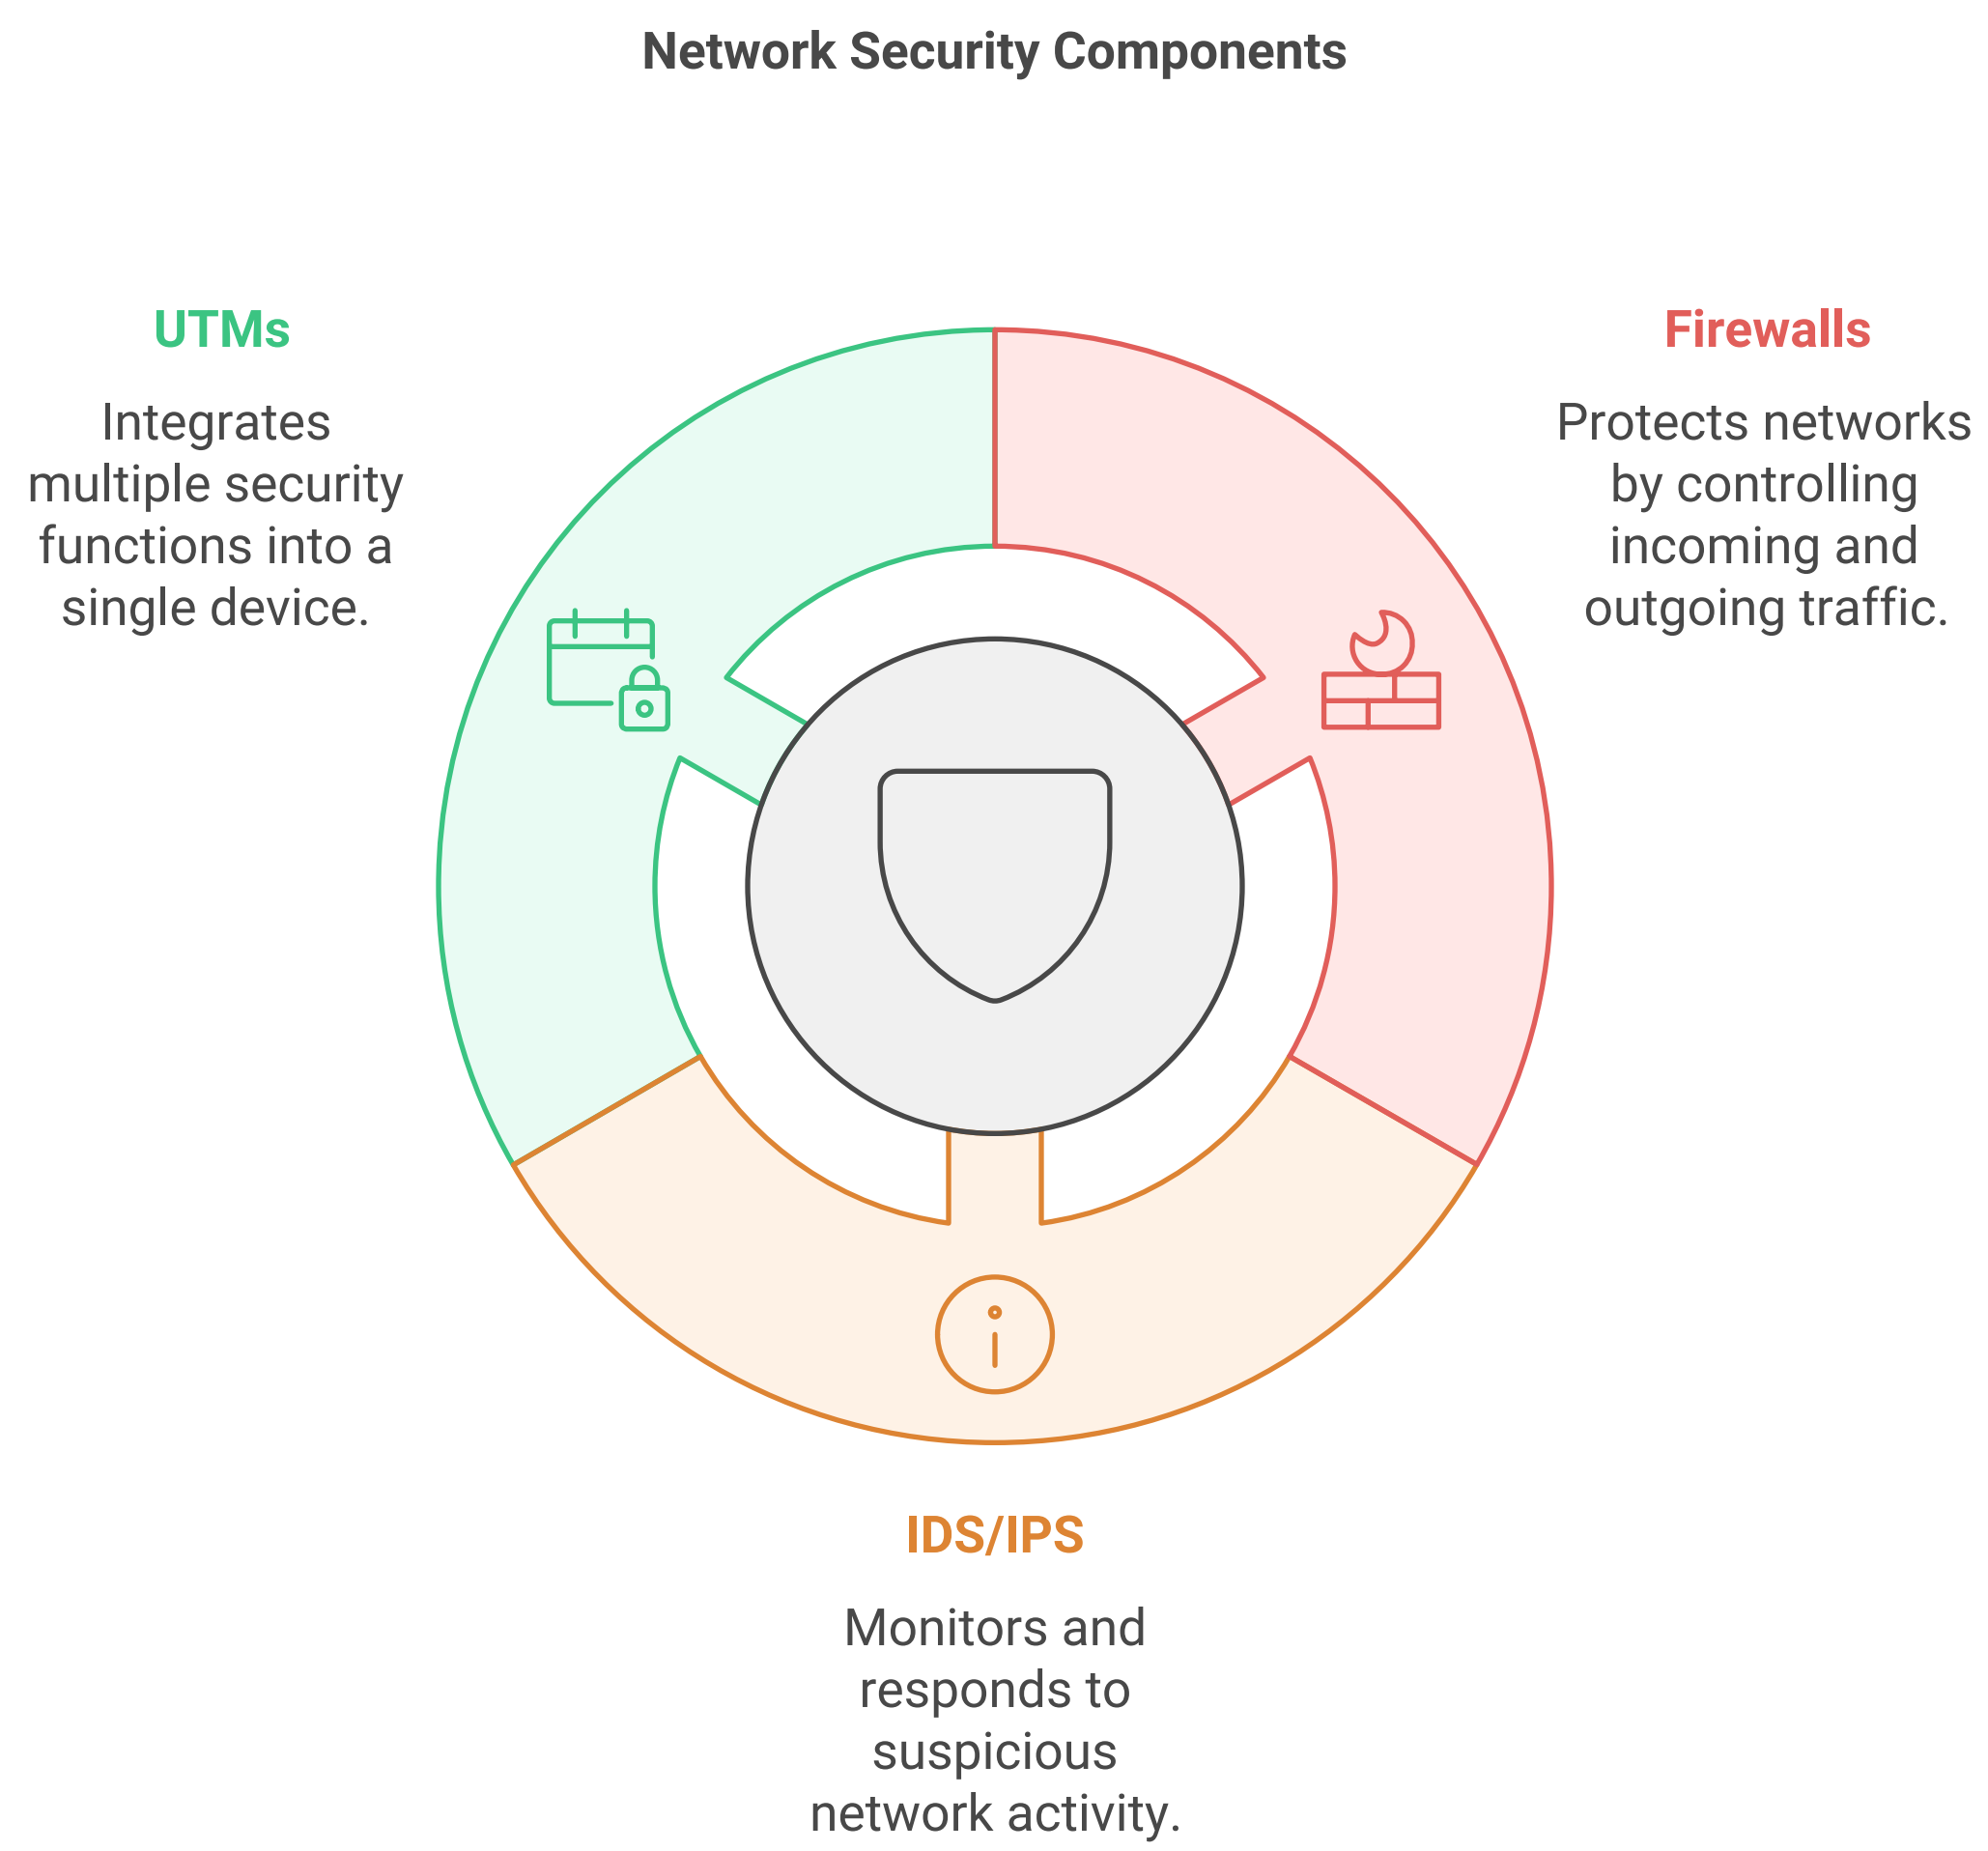 Network Security Components
UTMs
Integrates
multiple security
functions into a
single device.
Firewalls
Protects networks
by controlling
incoming and
outgoing traffic.
IDS/IPS
Monitors and
responds to
suspicious
network activity.